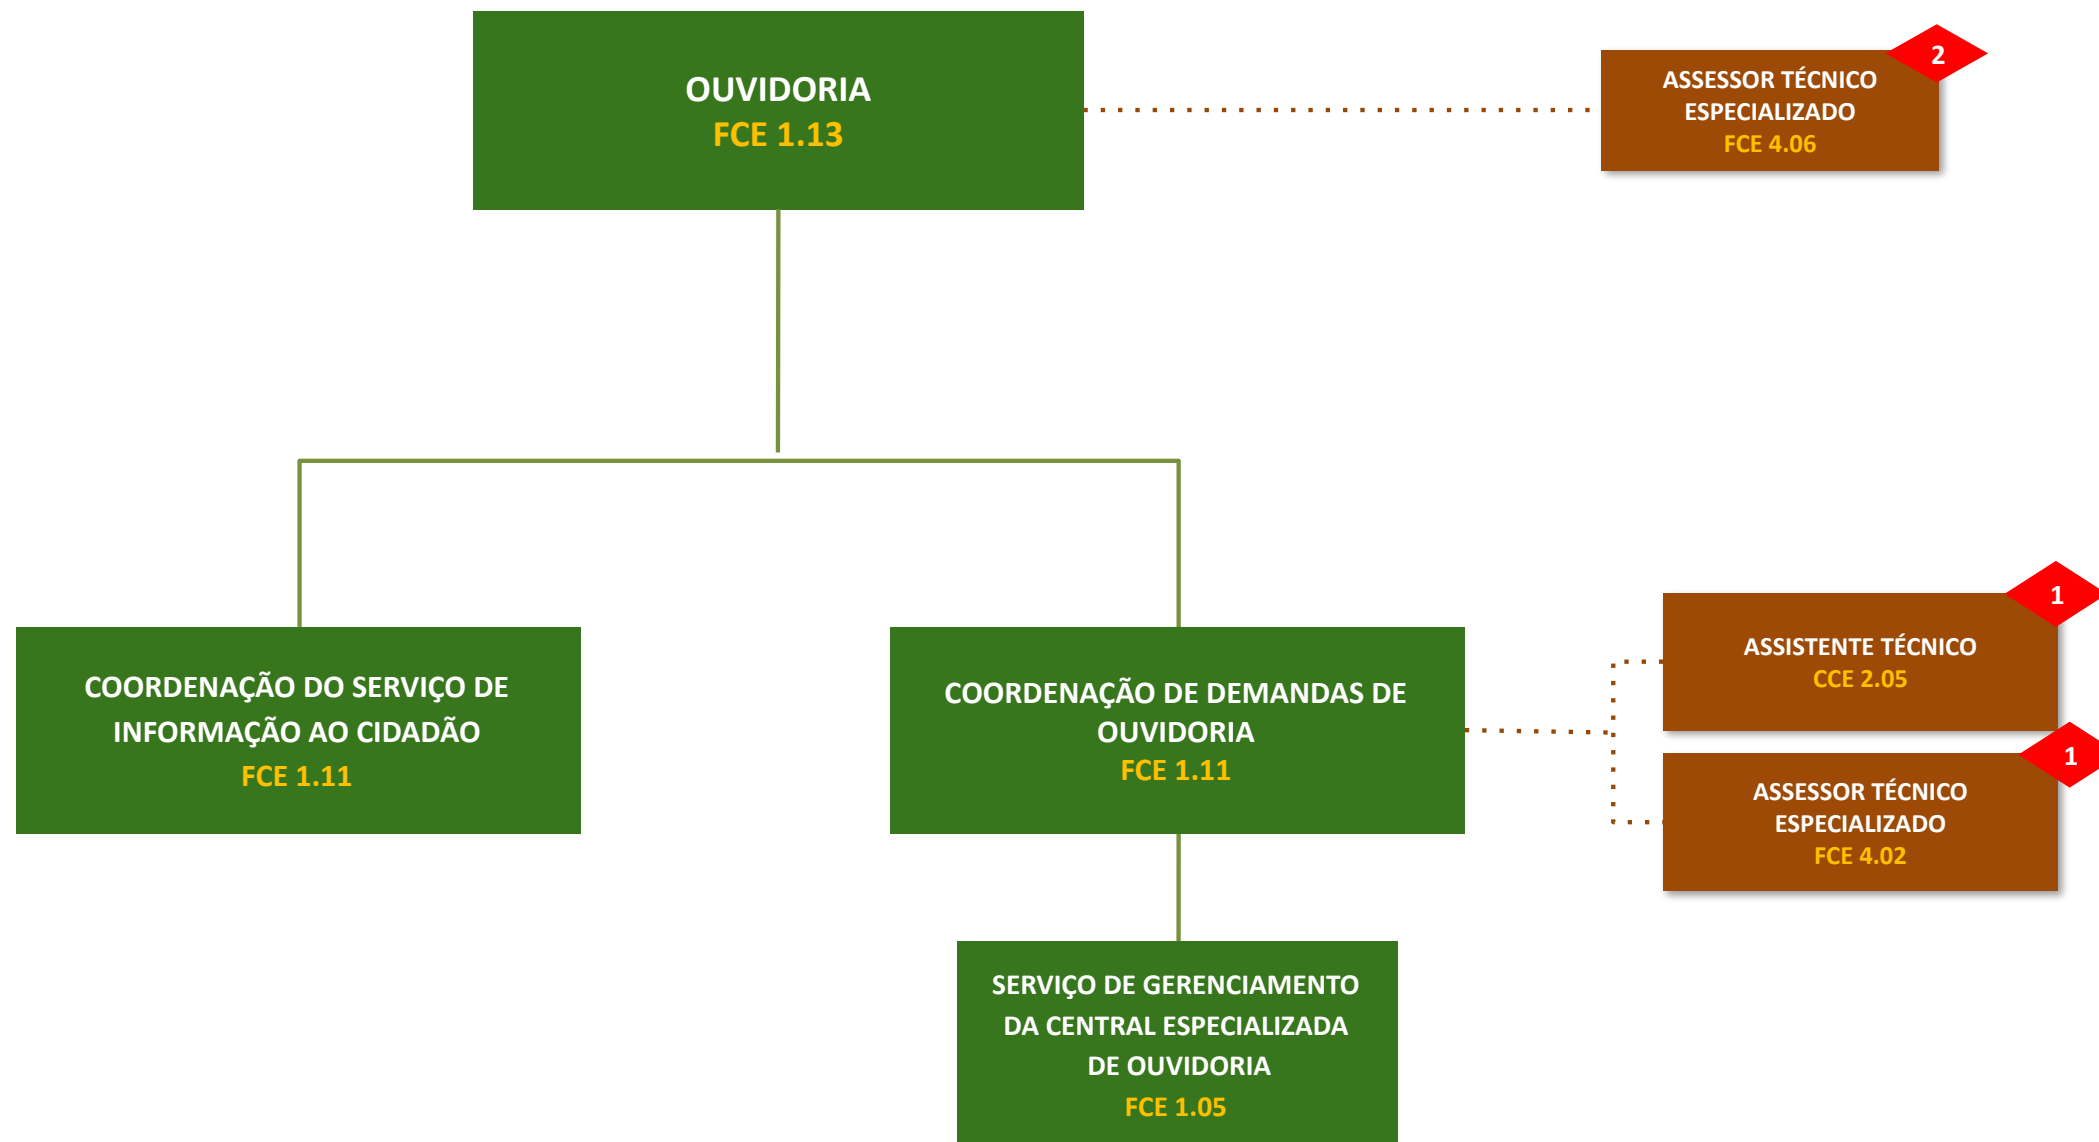 OUVIDORIA
FCE 1.13
2
ASSESSOR TÉCNICO
ESPECIALIZADO
FCE 4.06
COORDENAÇÃO DO SERVIÇO DE
INFORMAÇÃO AO CIDADÃO
FCE 1.11
COORDENAÇÃO DE DEMANDAS DE
OUVIDORIA
FCE 1.11
1
ASSISTENTE TÉCNICO
CCE 2.05
1
ASSESSOR TÉCNICO
ESPECIALIZADO
FCE 4.02
SERVIÇO DE GERENCIAMENTO
DA CENTRAL ESPECIALIZADA
DE OUVIDORIA
FCE 1.05